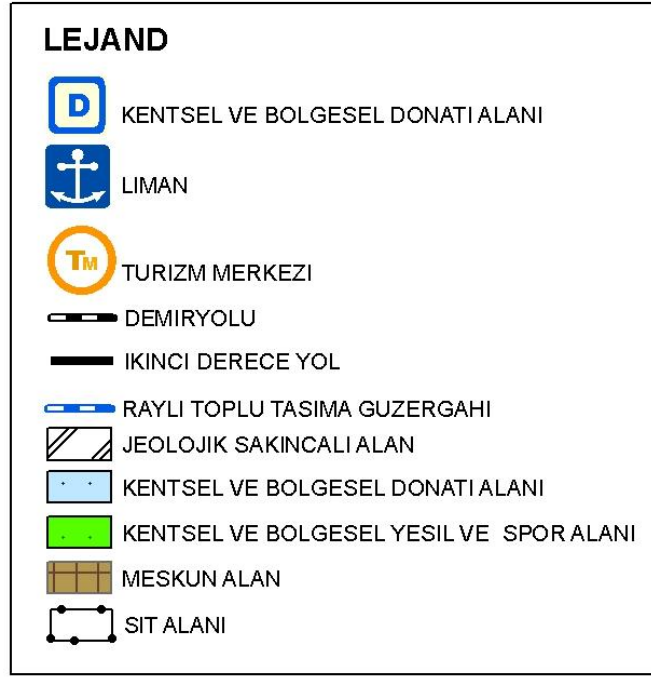 LEJAND
D
KENTSEL VE BOLGESEL DONATI ALANI
LIMAN
TM
TURIZM MERKEZI
DEMIRYOLU
IKINCI DERECE YOL
RAYLI TOPLU TASIMA GUZERGAHI
JEOLOJIK SAKINCALI ALAN
KENTSEL VE BOLGESEL DONATI ALANI
KENTSEL VE BOLGESEL YESIL VE SPOR ALANI
MESKUN ALAN
SIT ALANI